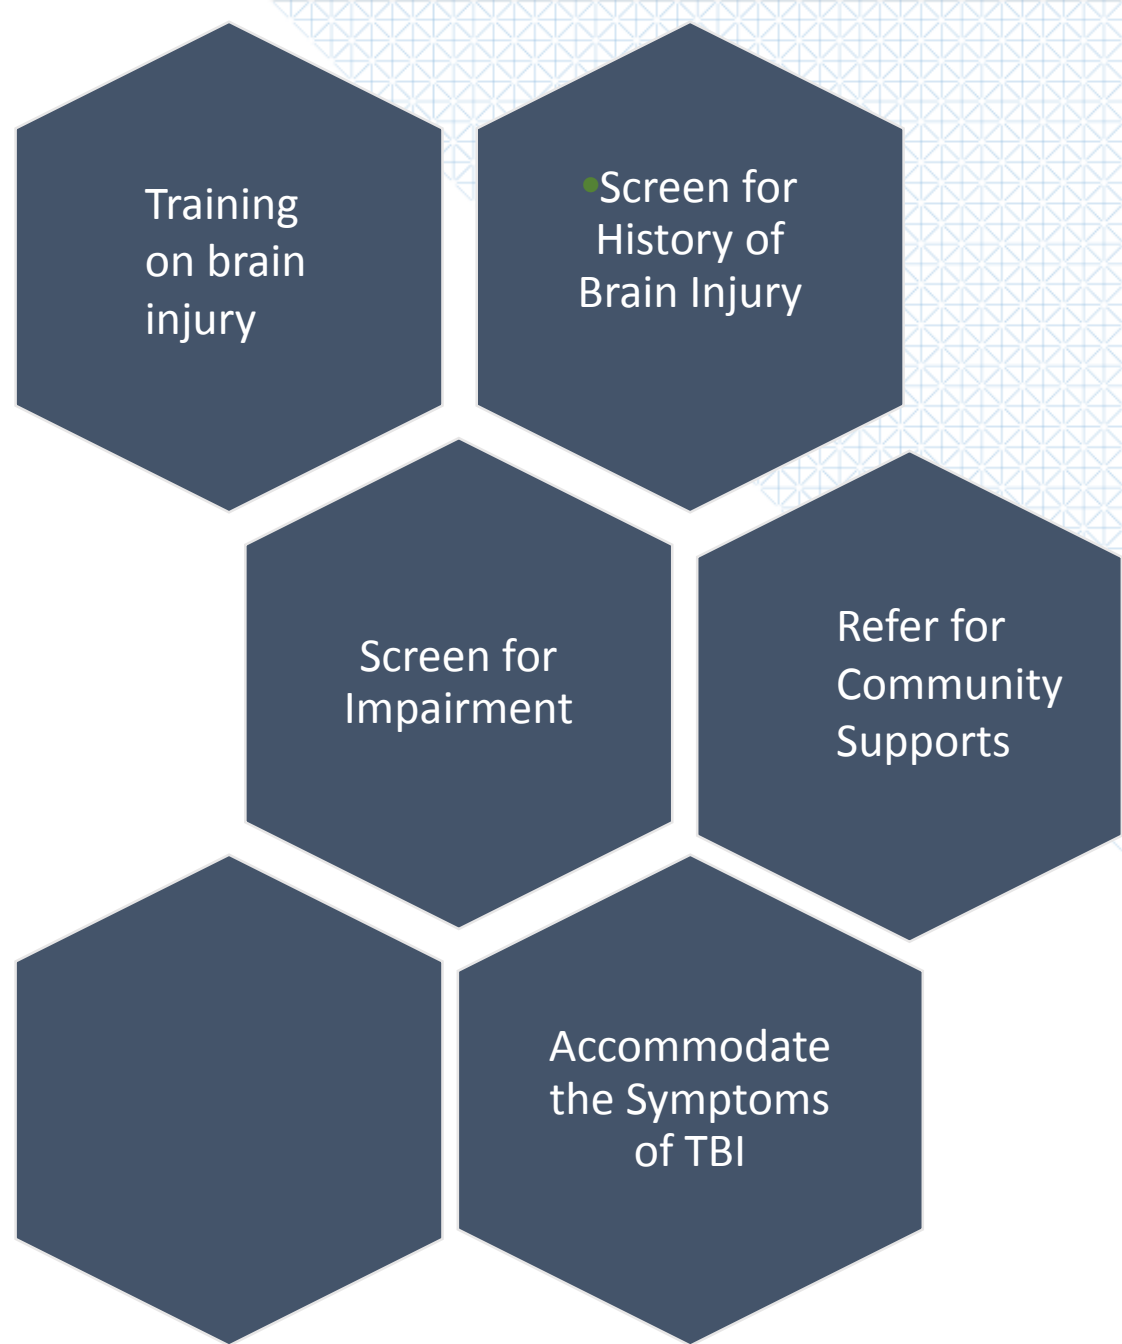 Training
on brain
injury
•Screen for
History of
Brain Injury
Screen for
Impairment
Refer for
Community
Supports
Accommodate
the Symptoms
of TBI